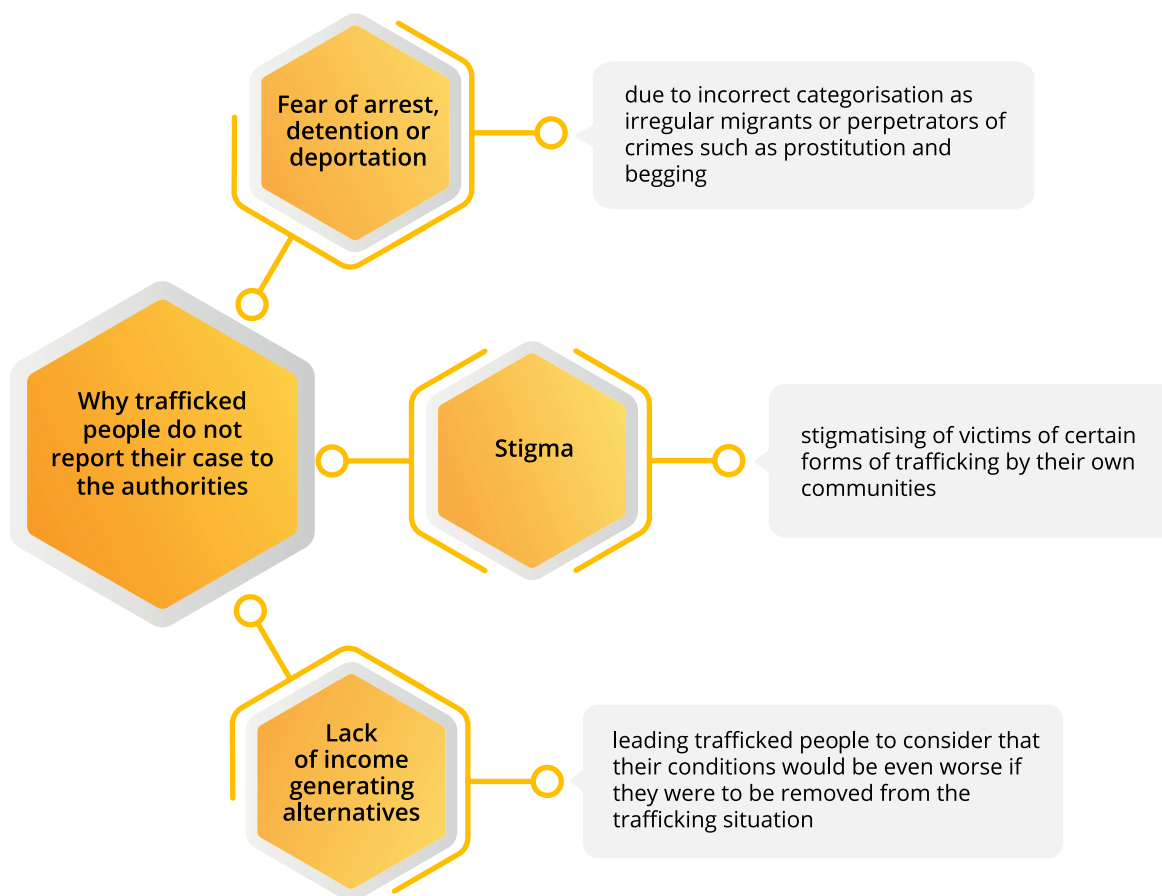 Fear of arrest,
detention or
deportation
due to incorrect categorisation as
irregular migrants or perpetrators of
crimes such as prostitution and
begging
Why trafficked
people do not
report their case to
the authorities
Stigma
stigmatising of victims of certain
forms of trafficking by their own
communities
Lack
of income
generating
alternatives
leading trafficked people to consider that
their conditions would be even worse if
they were to be removed from the
trafficking situation